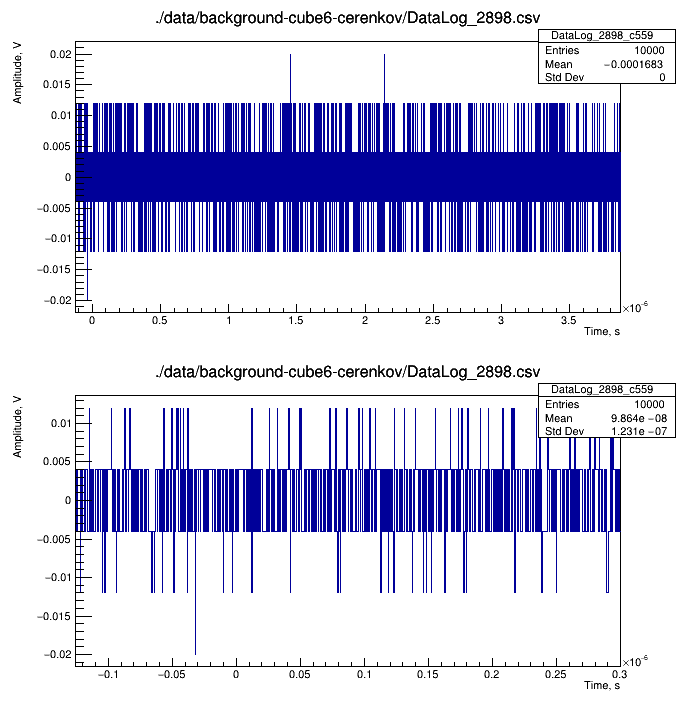 ./data/background-cube6-cerenkov/DataLog_2898.csv
DataLog_2898_c559
Entries 10000
Mean −0.0001683
Std Dev 0
Amplitude, V
0.02
0.015
0.01
0.005
0
−0.005
−0.01
−0.015
−0.02
0 0.5 1 1.5 2 2.5 3 3.5
×10⁻⁶
Time, s
./data/background-cube6-cerenkov/DataLog_2898.csv
DataLog_2898_c559
Entries 10000
Mean 9.864e −08
Std Dev 1.231e −07
Amplitude, V
0.01
0.005
0
−0.005
−0.01
−0.015
−0.02
−0.1 −0.05 0 0.05 0.1 0.15 0.2 0.25 0.3
×10⁻⁶
Time, s